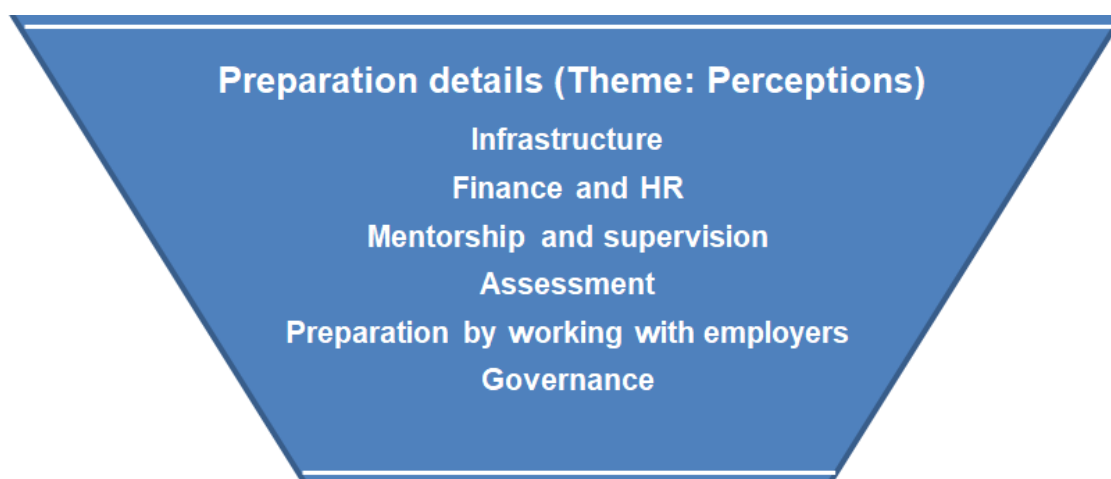 Preparation details (Theme: Perceptions)
Infrastructure
Finance and HR
Mentorship and supervision
Assessment
Preparation by working with employers
Governance